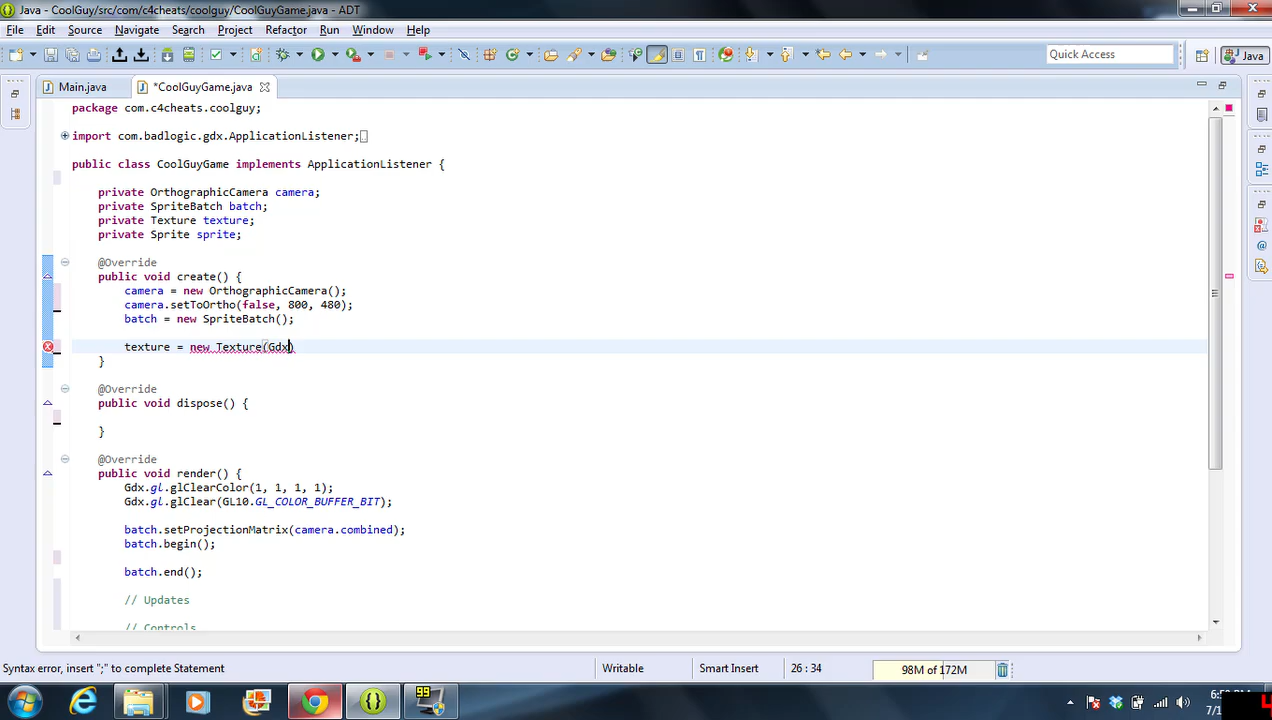 Java - CoolGuy/src/com/c4cheats/coolguy/CoolGuyGame.java - ADT
File Edit Source Navigate Search Project Refactor Run Window Help
Quick Access
Java
Main.java
*CoolGuyGame.java
package com.c4cheats.coolguy;
import com.badlogic.gdx.ApplicationListener;
public class CoolGuyGame implements ApplicationListener {
private OrthographicCamera camera;
private SpriteBatch batch;
private Texture texture;
private Sprite sprite;
@Override
public void create() {
camera = new OrthographicCamera();
camera.setToOrtho(false, 800, 480);
batch = new SpriteBatch();
texture = new Texture(Gdx)
}
@Override
public void dispose() {
}
@Override
public void render() {
Gdx.gl.glClearColor(1, 1, 1, 1);
Gdx.gl.glClear(GL10.GL_COLOR_BUFFER_BIT);
batch.setProjectionMatrix(camera.combined);
batch.begin();
batch.end();
// Updates
// Controls
Syntax error, insert ";" to complete Statement
Writable
Smart Insert
26 : 34
98M of 172M
99